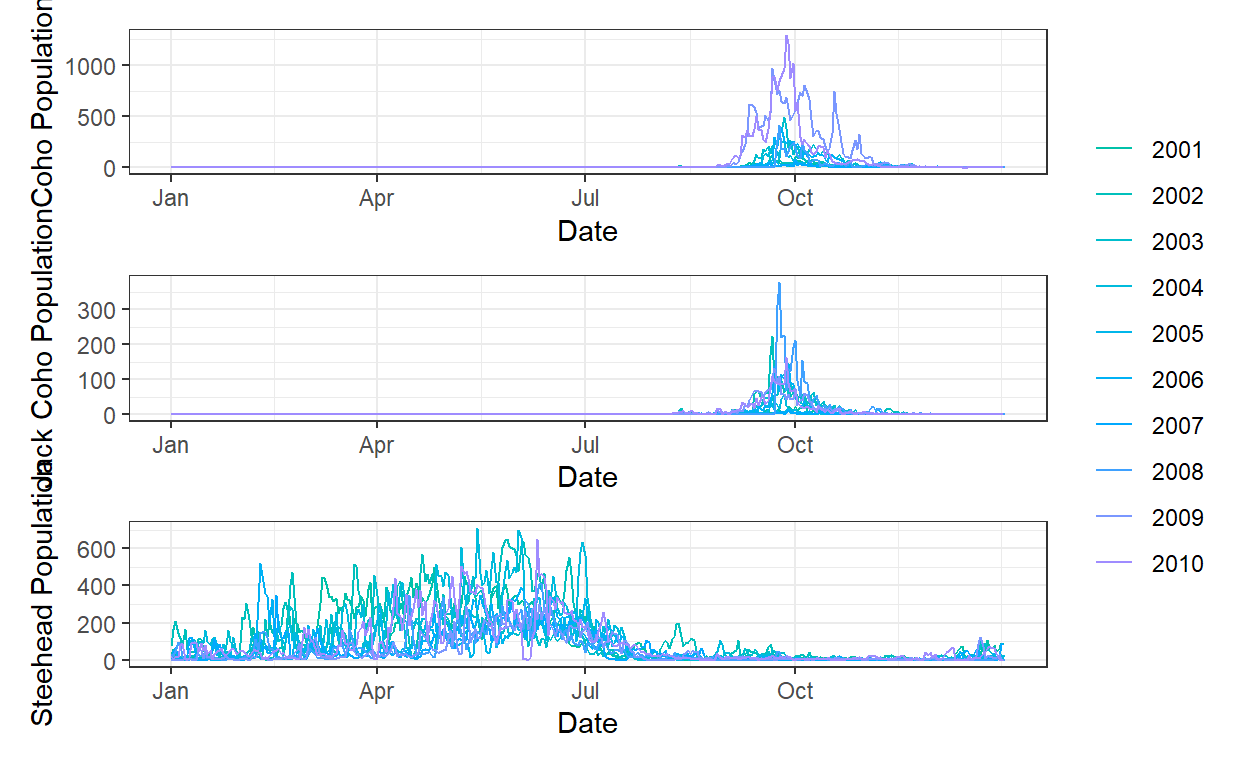 Coho Population
1000
500
0
Jan Apr Jul Oct
Date
Jack Coho Population
300
200
100
0
Jan Apr Jul Oct
Date
Steelhead Population
600
400
200
0
Jan Apr Jul Oct
Date
2001
2002
2003
2004
2005
2006
2007
2008
2009
2010